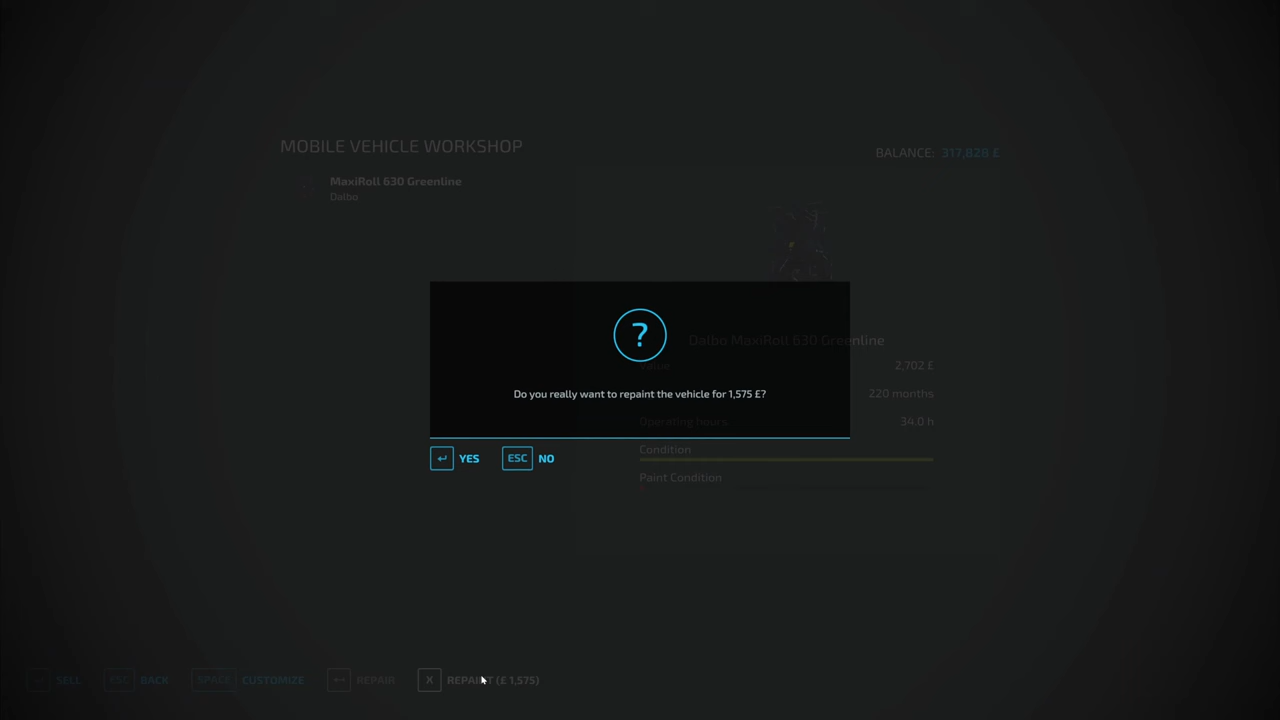 MOBILE VEHICLE WORKSHOP
BALANCE: 317,828 £
MaxiRoll 630 Greenline
Dalbo
?
Dalbo MaxiRoll 630 Greenline
Value 2,702 £
Do you really want to repaint the vehicle for 1,575 £?
220 months
Operating hours 34.0 h
Condition
ESC NO
YES
Paint Condition
SELL
ESC BACK
SPACE CUSTOMIZE
REPAIR
X REPAINT (£ 1,575)